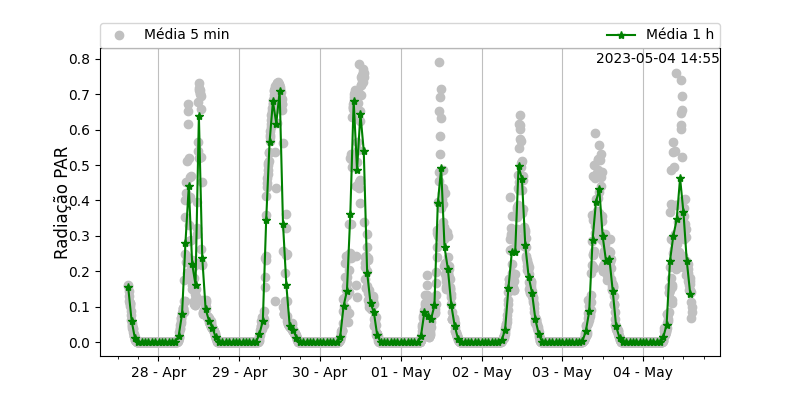 Média 5 min
Média 1 h
2023-05-04 14:55
Radiação PAR
0.8
0.7
0.6
0.5
0.4
0.3
0.2
0.1
0.0
28 - Apr
29 - Apr
30 - Apr
01 - May
02 - May
03 - May
04 - May